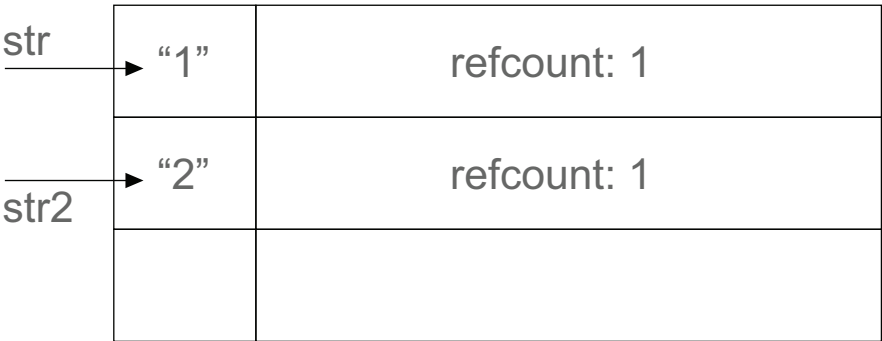 str
“1” refcount: 1
“2” refcount: 1
str2